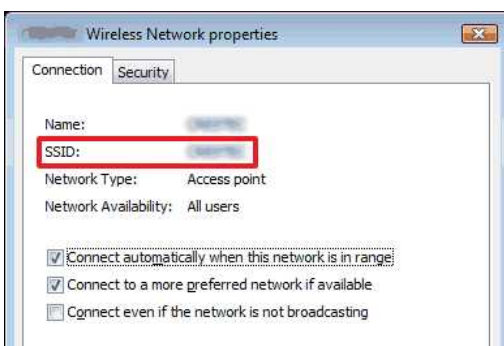 Wireless Network properties
Connection
Security
Name:
SSID:
Network Type: Access point
Network Availability: All users
Connect automatically when this network is in range
Connect to a more preferred network if available
Connect even if the network is not broadcasting